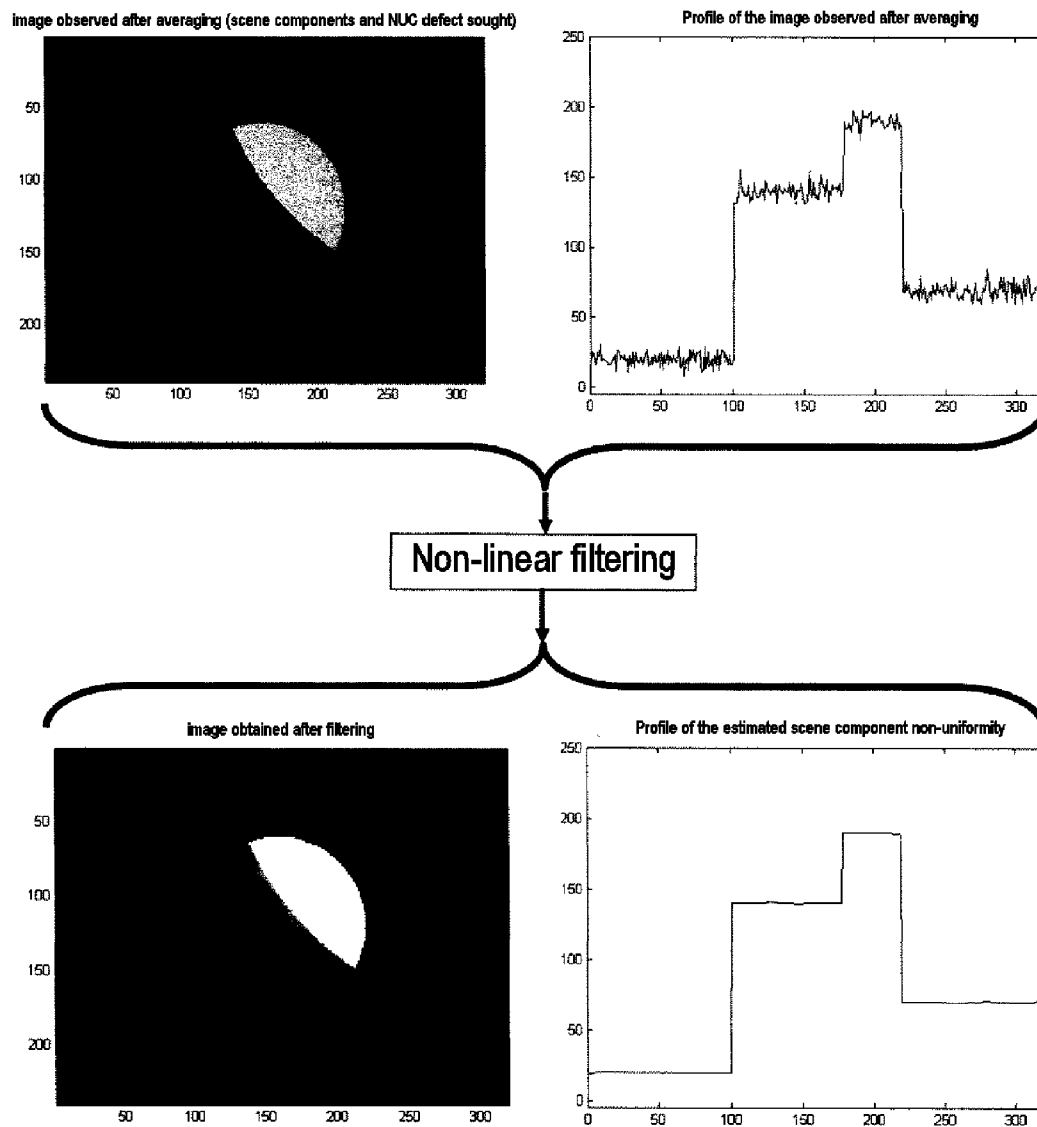 image observed after averaging (scene components and NUC defect sought)
50
100
150
200
50 100 150 200 250 300
Profile of the image observed after averaging
250
200
150
100
50
0
0 50 100 150 200 250 300
Non-linear filtering
image obtained after filtering
50
100
150
200
50 100 150 200 250 300
Profile of the estimated scene component non-uniformity
250
200
150
100
50
0
0 50 100 150 200 250 300